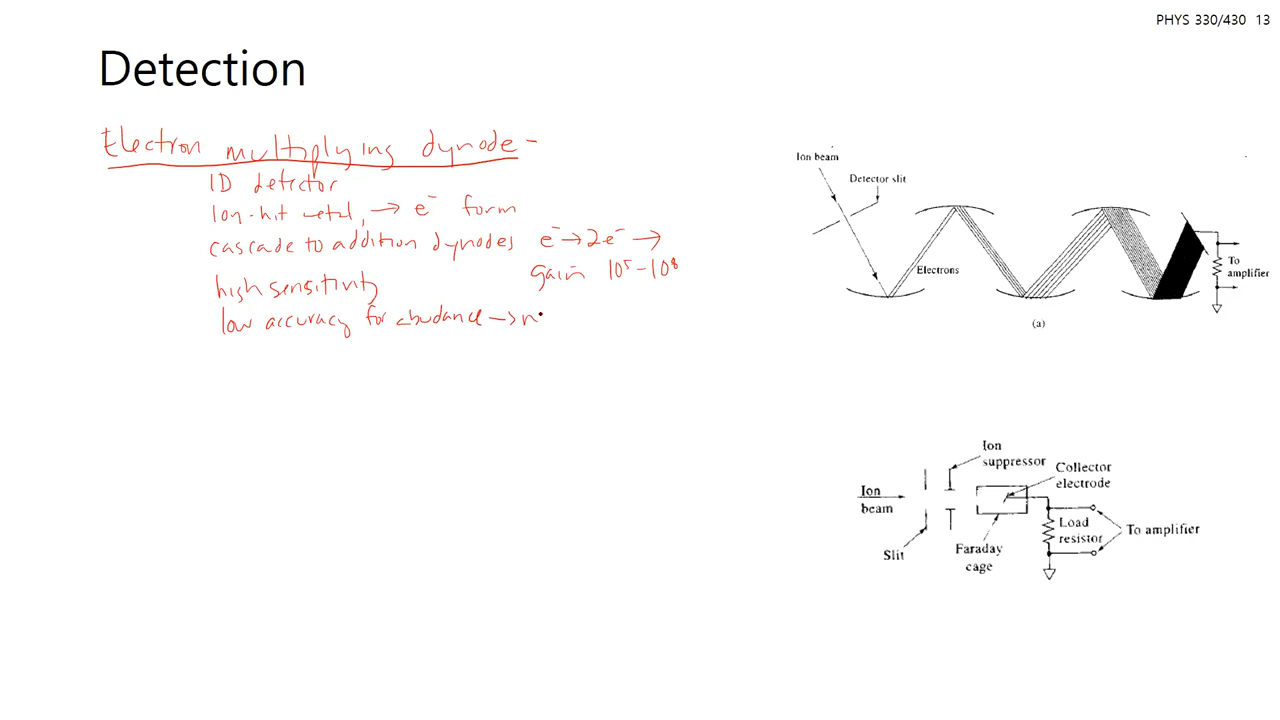 PHYS 330/430 13
Detection
Electron multiplying dynode -
1D detector
Ion hit metal, → e⁻ form
cascade to addition dynodes e⁻ → 2e⁻ →
gain 10⁵ - 10⁸
high sensitivity
low accuracy for abudance → n
Ion beam
Detector slit
Electrons
To
amplifier
(a)
Ion
suppressor
Collector
electrode
Ion
beam
Load
resistor
To amplifier
Slit
Faraday
cage